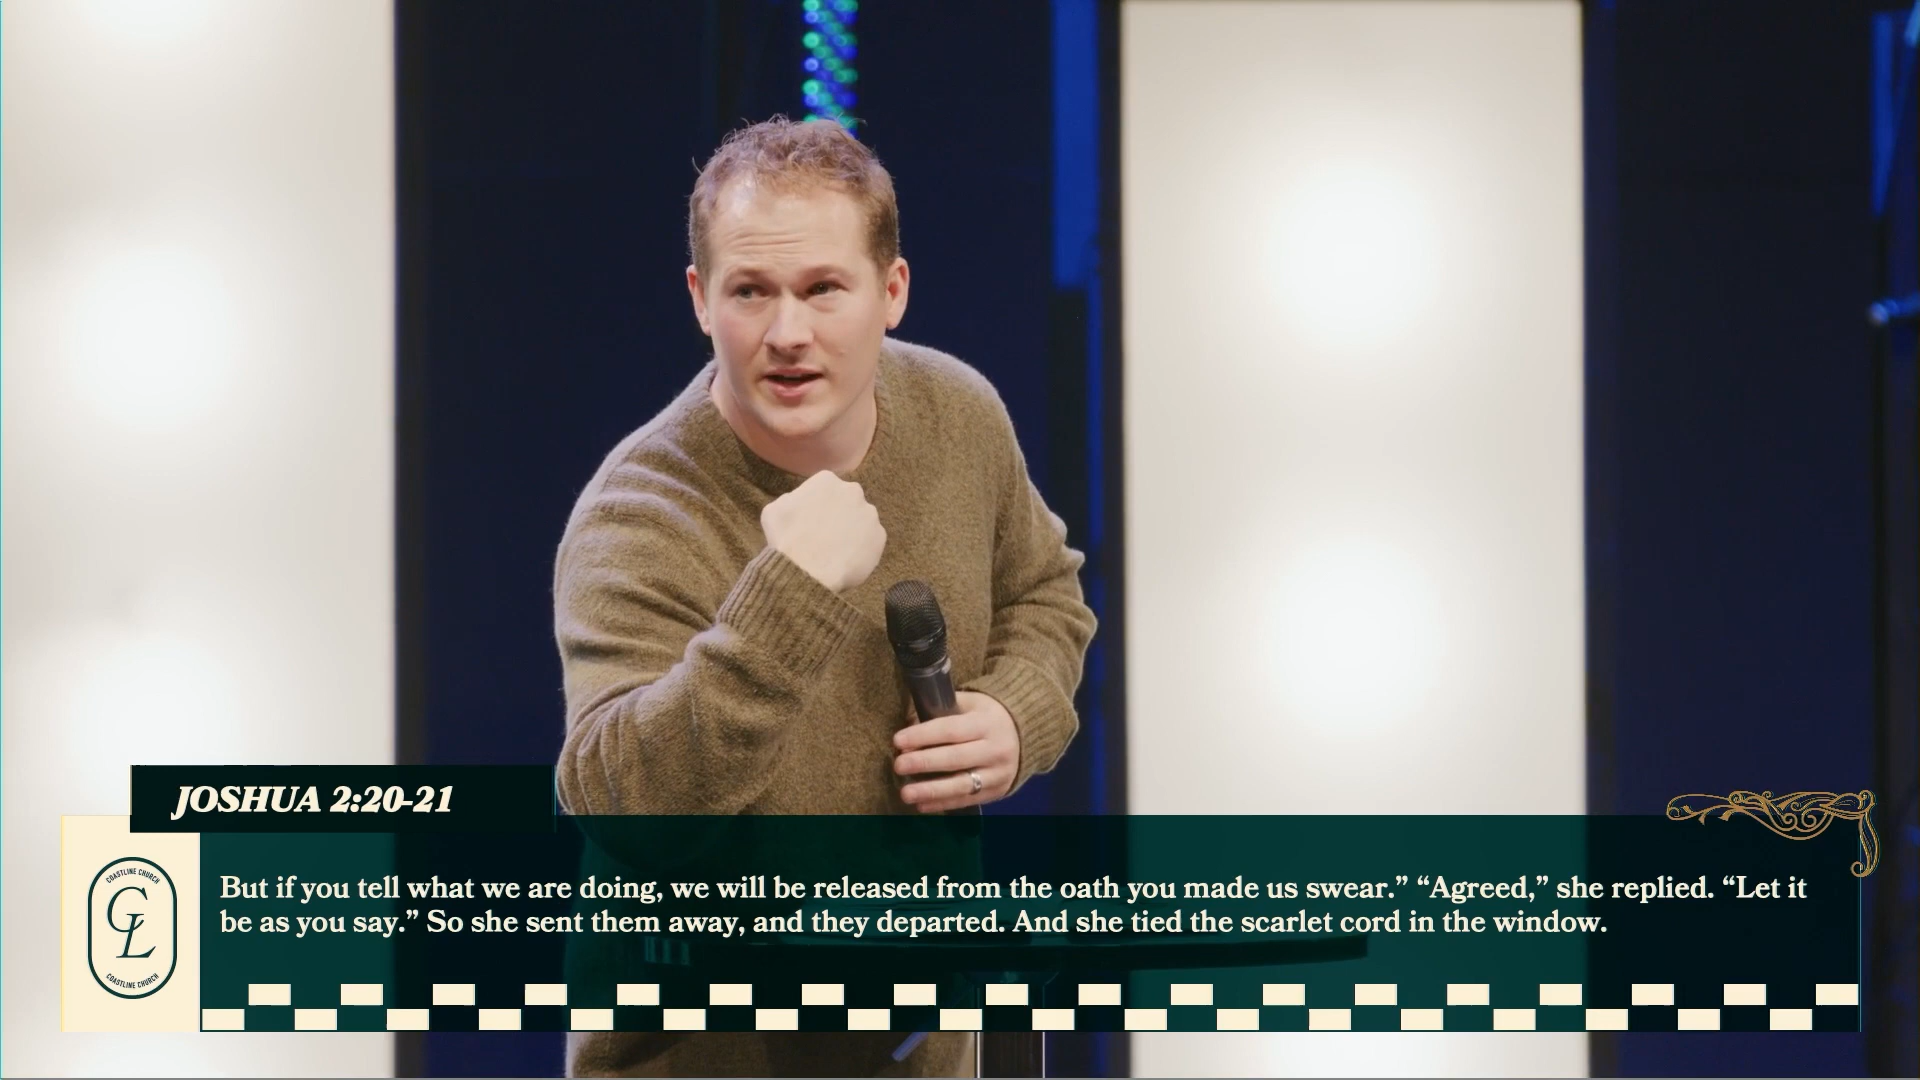 JOSHUA 2:20-21
But if you tell what we are doing, we will be released from the oath you made us swear.” “Agreed,” she replied. “Let it
be as you say.” So she sent them away, and they departed. And she tied the scarlet cord in the window.
COASTLINE CHURCH
CL
COASTLINE CHURCH